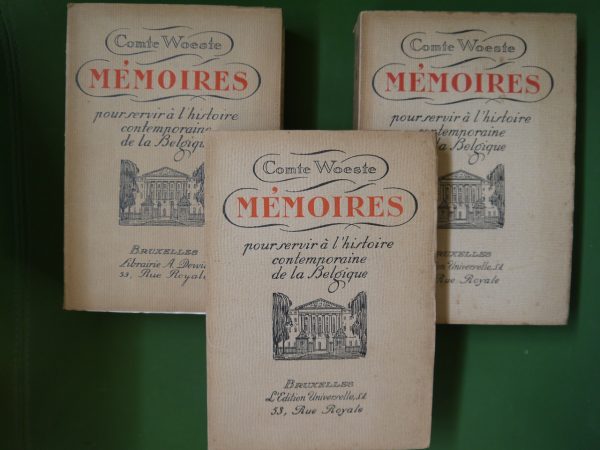 Comte Woeste
MÉMOIRES
pour servir à l'histoire
contemporaine
de la Belgique
BRUXELLES
Librairie A. Dewit
53, Rue Royale
Comte Woeste
MÉMOIRES
pour servir à l'histoire
contemporaine
de la Belgique
BRUXELLES
Universelle, S.A.
Rue Royale
Comte Woeste
MÉMOIRES
pour servir à l'histoire
contemporaine
de la Belgique
BRUXELLES
L'Edition Universelle, S.A.
53, Rue Royale